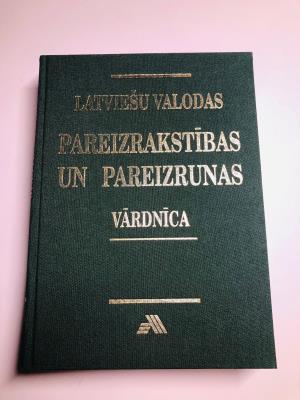 LATVIEŠU VALODAS
PAREIZRAKSTĪBAS
UN PAREIZRUNAS
VĀRDNĪCA